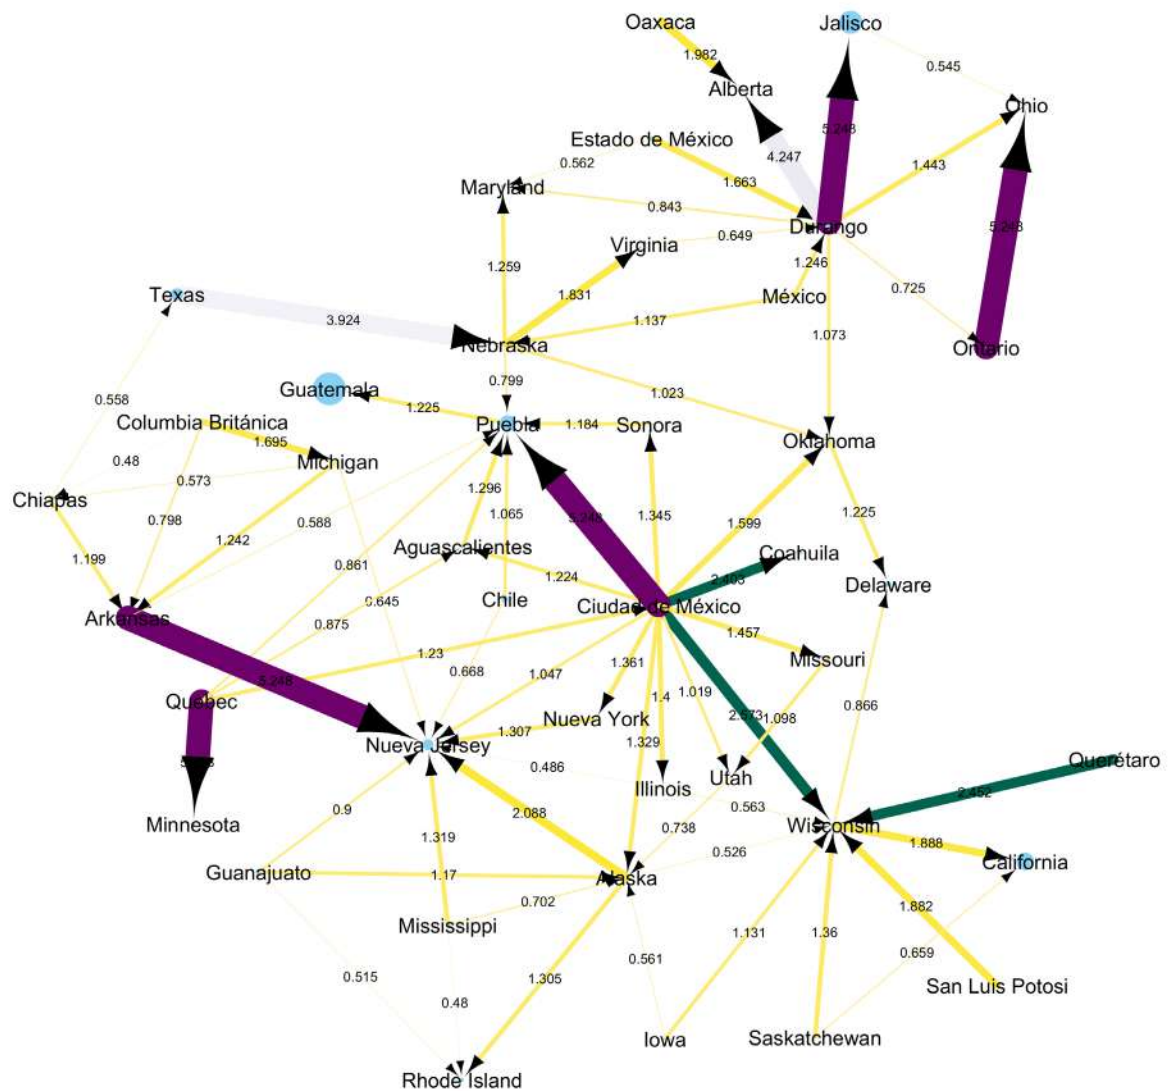 Oaxaca
Jalisco
1.982
0.545
Alberta
Ohio
5.248
Estado de México
4.247
1.443
0.562
1.663
Maryland
0.843
5.248
Durango
Virginia
0.649
1.259
1.246
1.831
0.725
Texas
México
3.924
1.137
1.073
Nebraska
Ontario
0.799
Guatemala
1.023
0.558
1.225
Columbia Británica
Puebla
1.184
Sonora
1.695
Oklahoma
0.48
Michigan
0.573
1.296
Chiapas
1.065
5.248
1.345
0.588
1.599
1.225
0.798
1.242
Aguascalientes
Coahuila
1.199
0.861
1.224
2.403
Delaware
0.645
Chile
Ciudad de México
Arkansas
0.875
1.23
1.457
0.668
1.047
1.361
Missouri
5.248
1.019
1.4
Quebec
0.866
Nueva York
2.573
1.098
1.307
Nueva Jersey
1.329
Querétaro
0.486
Utah
Illinois
2.452
0.563
Minnesota
0.9
2.088
Wisconsin
1.319
0.738
1.888
0.526
California
Guanajuato
1.17
Alaska
0.702
1.882
Mississippi
1.131
1.36
0.659
0.561
0.515
1.305
San Luis Potosi
0.48
Iowa
Saskatchewan
Rhode Island